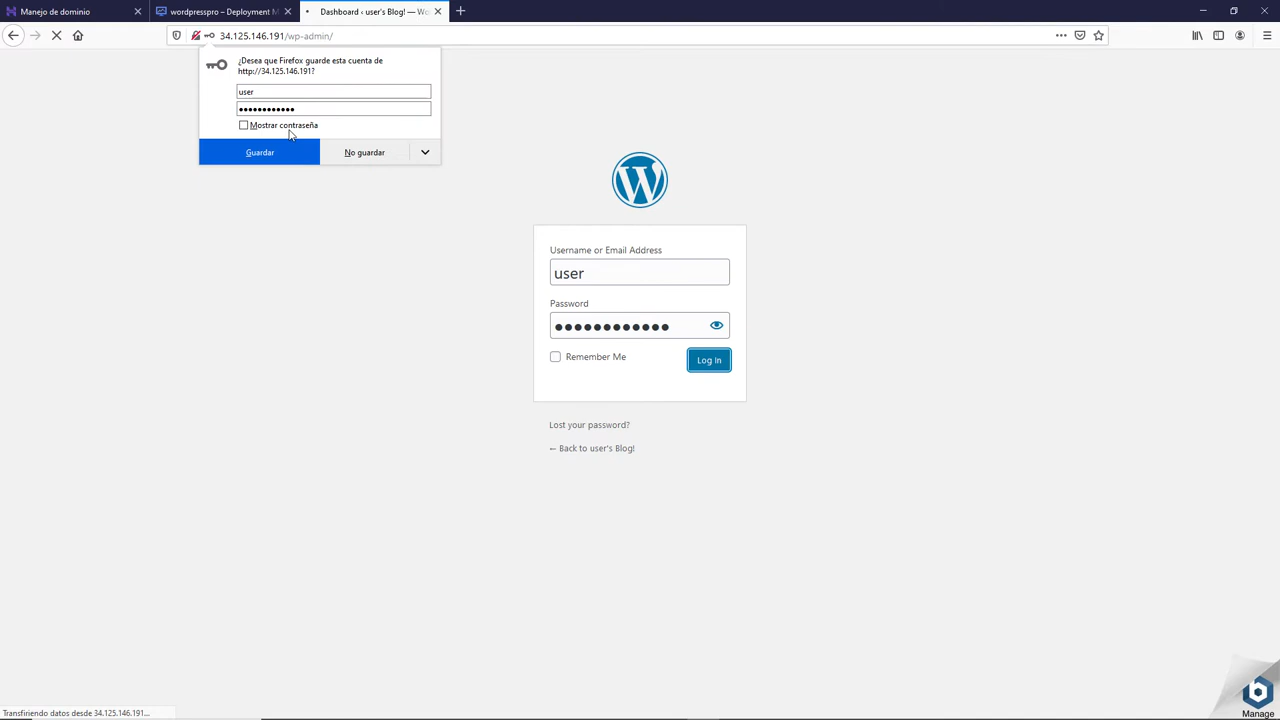 Manejo de dominio
wordpresspro – Deployment M
Dashboard ‹ user's Blog! — Wo
34.125.146.191/wp-admin/
¿Desea que Firefox guarde esta cuenta de
http://34.125.146.191?
user
Mostrar contraseña
Guardar
No guardar
Username or Email Address
user
Password
Remember Me
Log In
Lost your password?
← Back to user's Blog!
Manage
Transfiriendo datos desde 34.125.146.191...